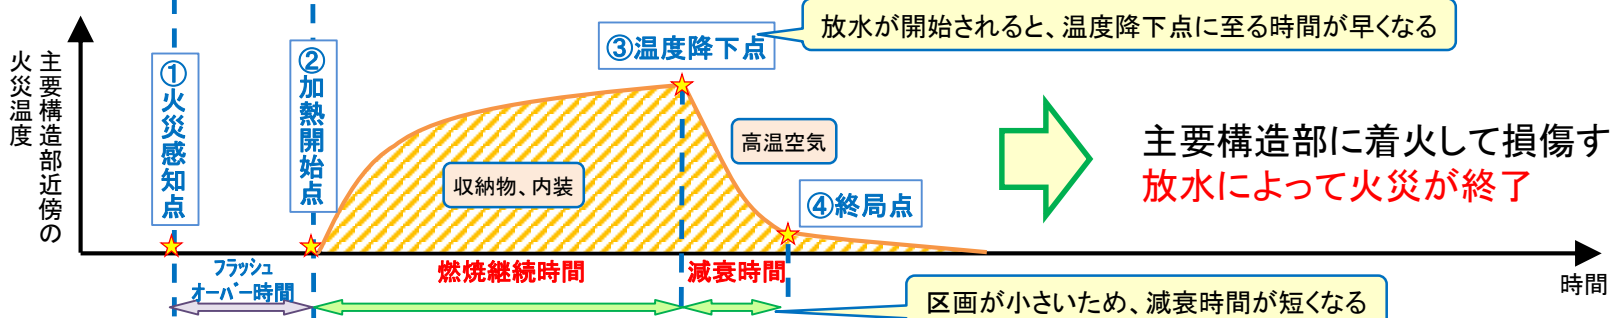 放水が開始されると、温度降下点に至る時間が早くなる
③温度降下点
主要構造部近傍の
火災温度
①火災感知点
②加熱開始点
高温空気
収納物、内装
④終局点
主要構造部に着火して損傷す
放水によって火災が終了
フラッシュ
オーバー時間
燃焼継続時間
減衰時間
時間
区画が小さいため、減衰時間が短くなる